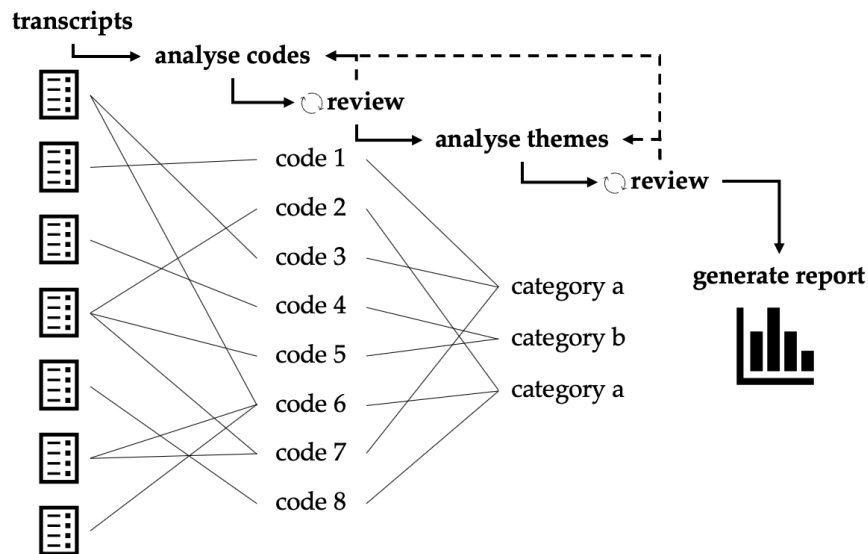 transcripts
analyse codes
review
analyse themes
review
generate report
code 1
code 2
code 3
code 4
code 5
code 6
code 7
code 8
category a
category b
category a